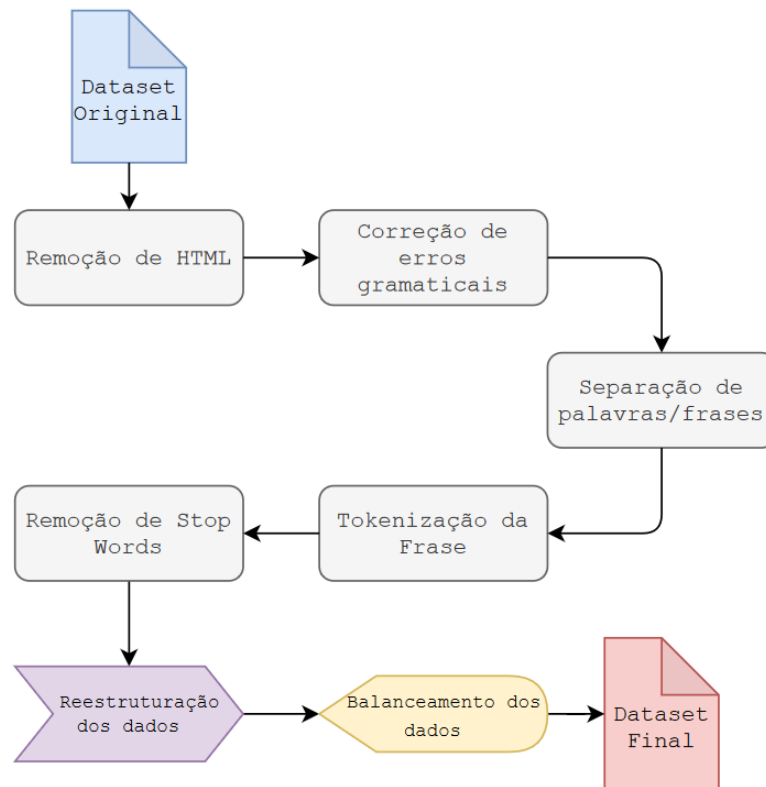 Dataset
Original
Remoção de HTML
Correção de
erros
gramaticais
Separação de
palavras/frases
Tokenização da
Frase
Remoção de Stop
Words
Reestruturação
dos dados
Balanceamento dos
dados
Dataset
Final